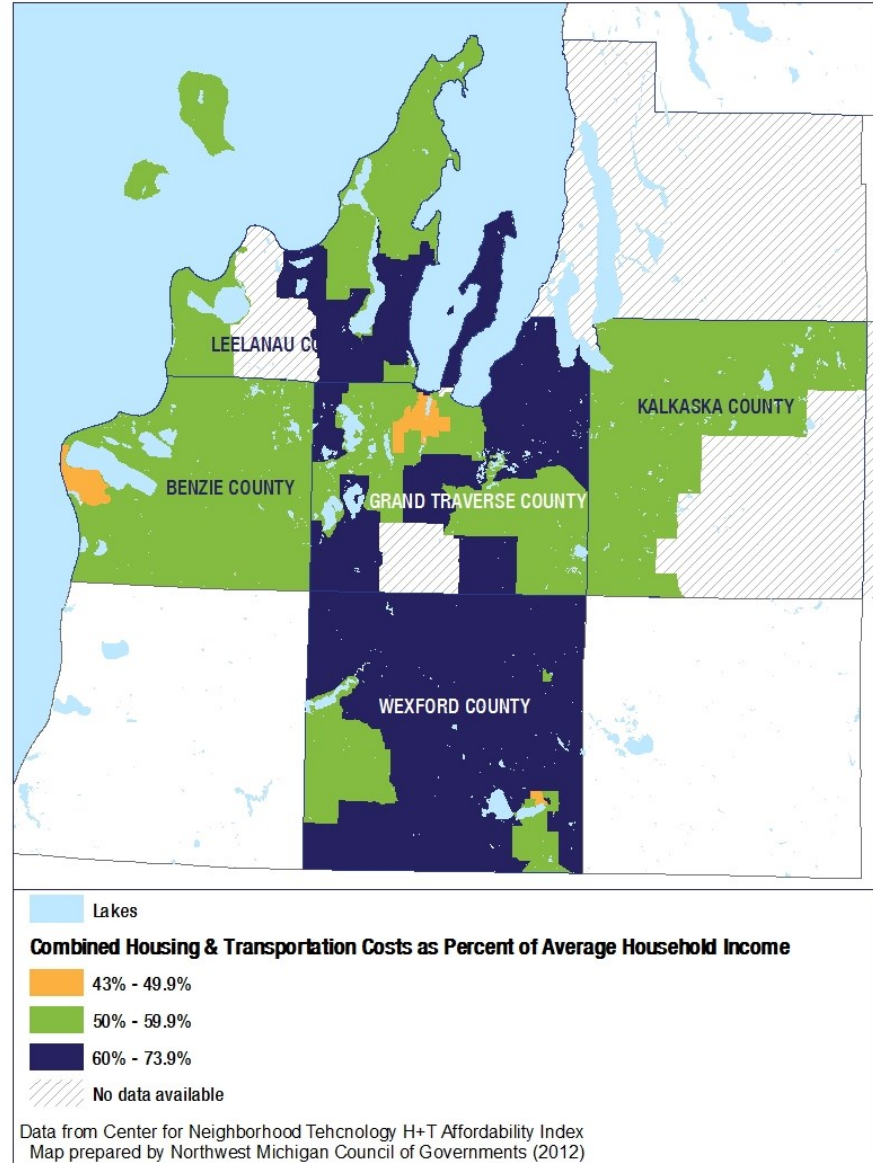 LEELANAU CO
KALKASKA COUNTY
BENZIE COUNTY
GRAND TRAVERSE COUNTY
WEXFORD COUNTY
Lakes
Combined Housing & Transportation Costs as Percent of Average Household Income
43% - 49.9%
50% - 59.9%
60% - 73.9%
No data available
Data from Center for Neighborhood Tehcnology H+T Affordability Index
Map prepared by Northwest Michigan Council of Governments (2012)